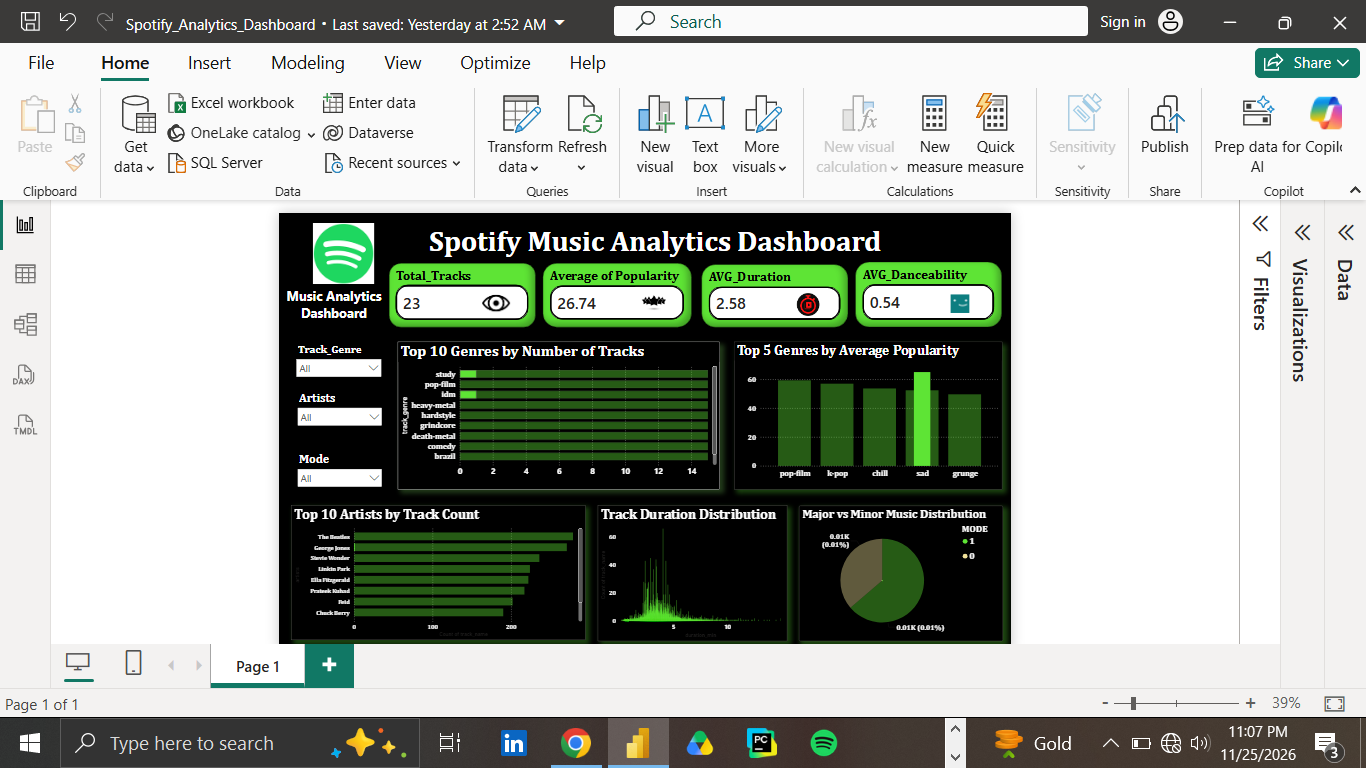 Spotify_Analytics_Dashboard • Last saved: Yesterday at 2:52 AM
Search
Sign in
File Home Insert Modeling View Optimize Help
Share
Paste
Clipboard
Get data
Excel workbook
OneLake catalog
SQL Server
Enter data
Dataverse
Recent sources
Data
Transform data
Refresh
Queries
New visual
Text box
More visuals
Insert
New visual calculation
New measure
Quick measure
Calculations
Sensitivity
Sensitivity
Publish
Share
Prep data for AI
Copilc
Copilot
Spotify Music Analytics Dashboard
Music Analytics
Dashboard
Total_Tracks
23
Average of Popularity
26.74
AVG_Duration
2.58
AVG_Danceability
0.54
Track_Genre
All
Artists
All
Mode
All
Top 10 Genres by Number of Tracks
track_genre
study
pop-film
idm
heavy-metal
hardstyle
grindcore
death-metal
comedy
brazil
0 2 4 6 8 10 12 14
Top 5 Genres by Average Popularity
60
40
20
0
pop-film k-pop chill sad grunge
Top 10 Artists by Track Count
The Beatles
George Jones
Stevie Wonder
Linkin Park
Ella Fitzgerald
Prateek Kuhad
Feid
Chuck Berry
0 100 200
Track Duration Distribution
60
40
20
0
5 10
Major vs Minor Music Distribution
MODE
1
0
0.01K
(0.01%)
0.01K (0.01%)
Filters
Visualizations
Data
DAX
TMDL
Page 1
Page 1 of 1
- + 39%
Type here to search
in
PC
Gold
11:07 PM
11/25/2026
3